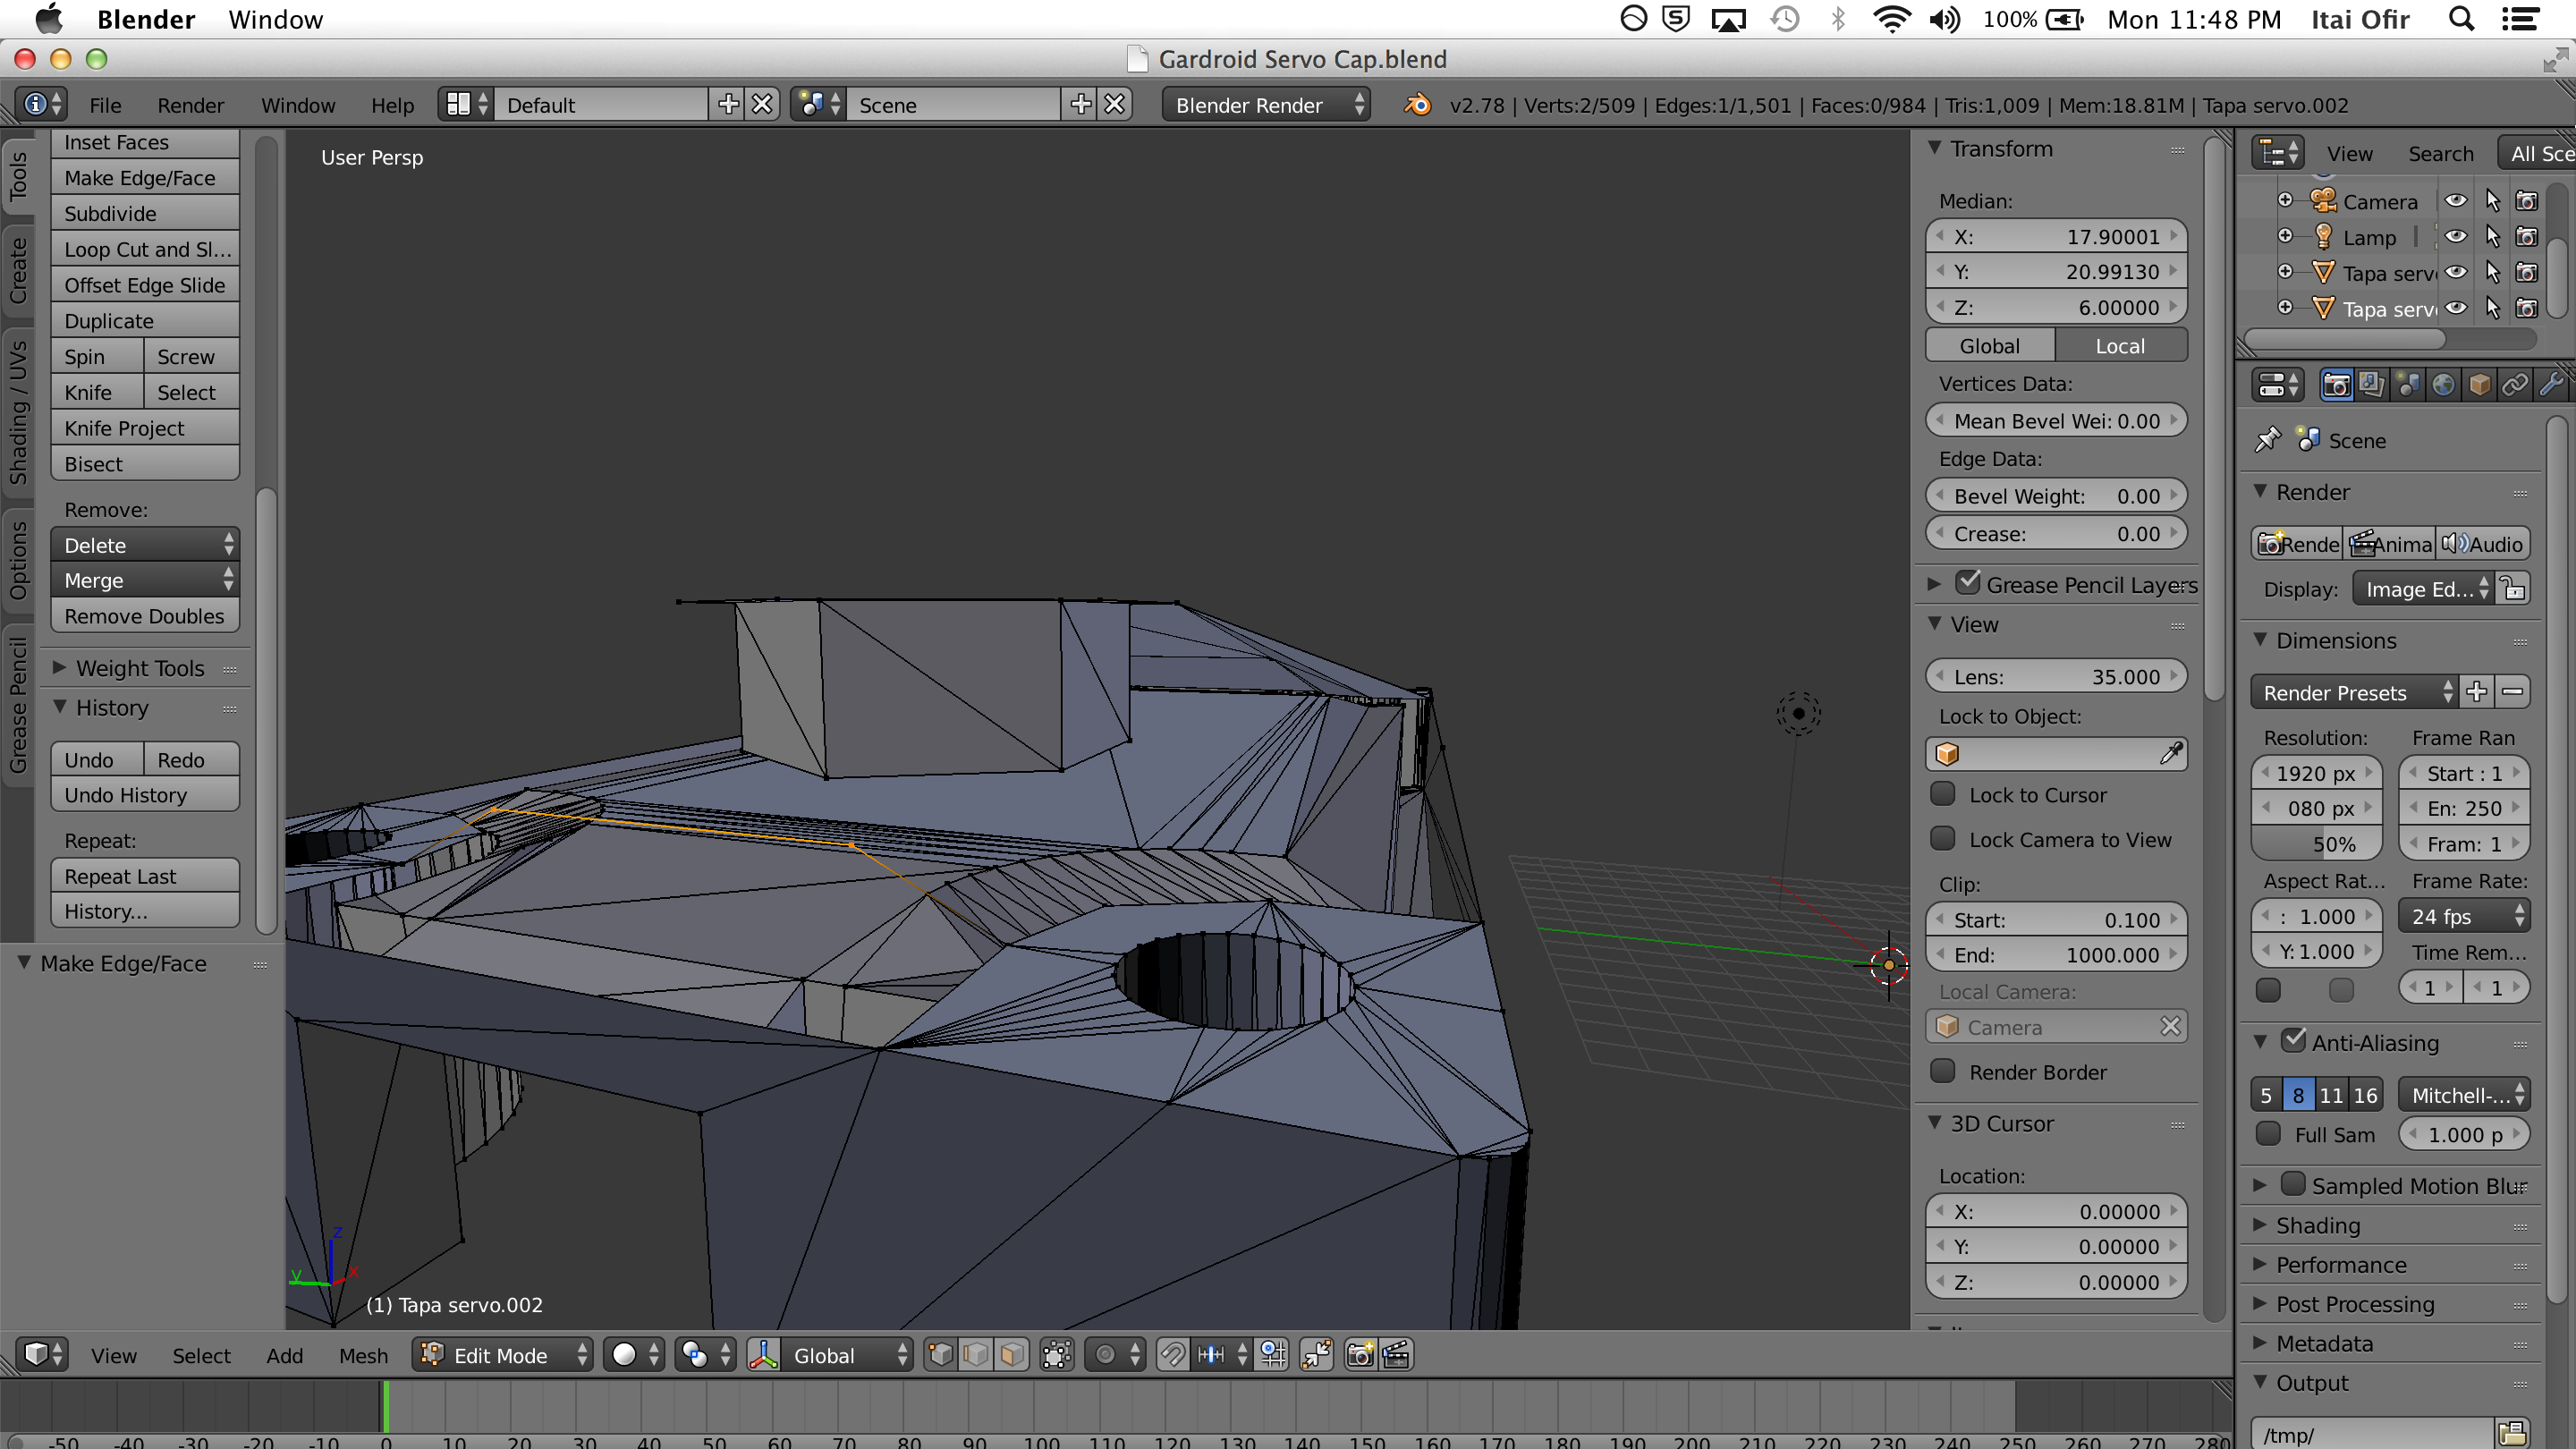 Blender Window 100% Mon 11:48 PM Itai Ofir
Gardroid Servo Cap.blend
File Render Window Help Default Scene Blender Render v2.78 | Verts:2/509 | Edges:1/1,501 | Faces:0/984 | Tris:1,009 | Mem:18.81M | Tapa servo.002
Tools
Create
Shading / UVs
Options
Grease Pencil
Inset Faces
Make Edge/Face
Subdivide
Loop Cut and Sl...
Offset Edge Slide
Duplicate
Spin Screw
Knife Select
Knife Project
Bisect
Remove:
Delete
Merge
Remove Doubles
Weight Tools
History
Undo Redo
Undo History
Repeat:
Repeat Last
History...
Make Edge/Face
User Persp
z
y x
(1) Tapa servo.002
Transform
Median:
X: 17.90001
Y: 20.99130
Z: 6.00000
Global Local
Vertices Data:
Mean Bevel Wei: 0.00
Edge Data:
Bevel Weight: 0.00
Crease: 0.00
Grease Pencil Layers
View
Lens: 35.000
Lock to Object:
Lock to Cursor
Lock Camera to View
Clip:
Start: 0.100
End: 1000.000
Local Camera:
Camera
Render Border
3D Cursor
Location:
X: 0.00000
Y: 0.00000
Z: 0.00000
View Search All Sce
Camera
Lamp
Tapa serv
Tapa serv
Scene
Render
Rende Anima Audio
Display: Image Ed...
Dimensions
Render Presets
Resolution: Frame Ran
1920 px Start : 1
080 px En: 250
50% Fram: 1
Aspect Rat... Frame Rate:
: 1.000 24 fps
Y: 1.000 Time Rem...
1 1
Anti-Aliasing
5 8 11 16 Mitchell-...
Full Sam 1.000 p
Sampled Motion Blur
Shading
Performance
Post Processing
Metadata
Output
/tmp/
View Select Add Mesh Edit Mode Global
-50 -40 -30 -20 -10 0 10 20 30 40 50 60 70 80 90 100 110 120 130 140 150 160 170 180 190 200 210 220 230 240 250 260 270 280